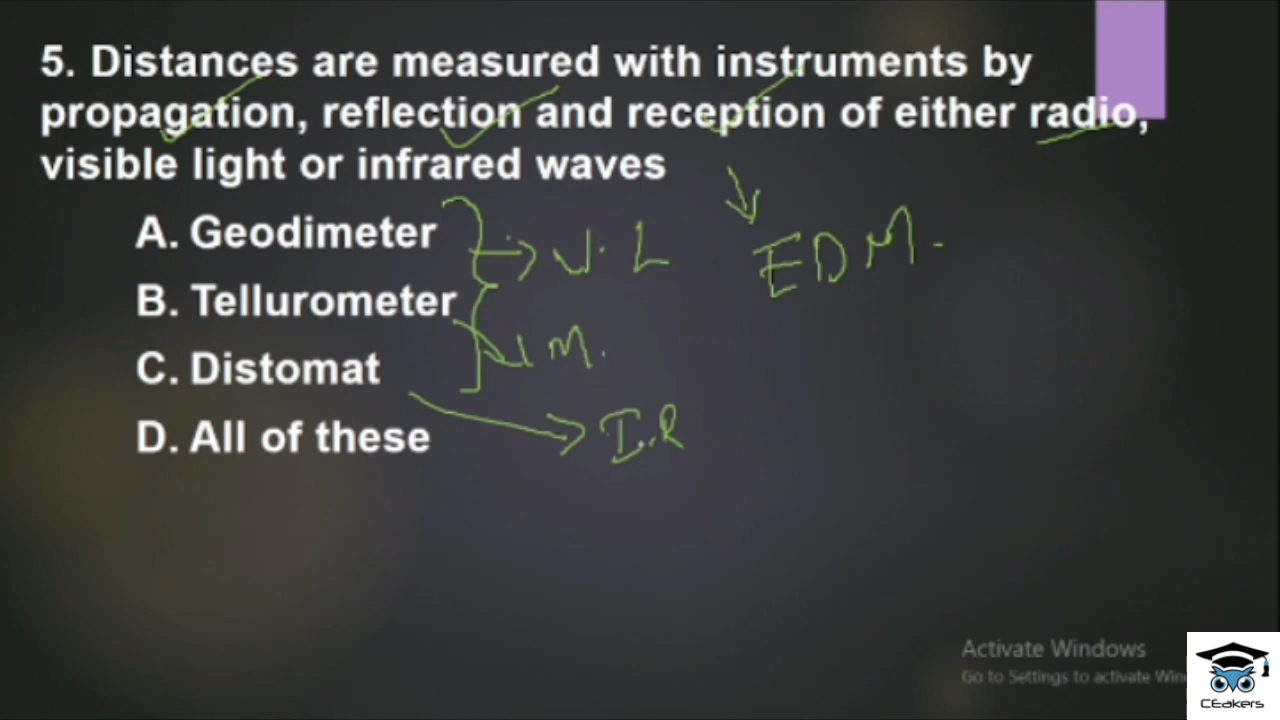 5. Distances are measured with instruments by
propagation, reflection and reception of either radio,
visible light or infrared waves
EDM.
A. Geodimeter
V. L
B. Tellurometer
M.
C. Distomat
I.R
D. All of these
Activate Windows
Go to Settings to activate Win
CEakers